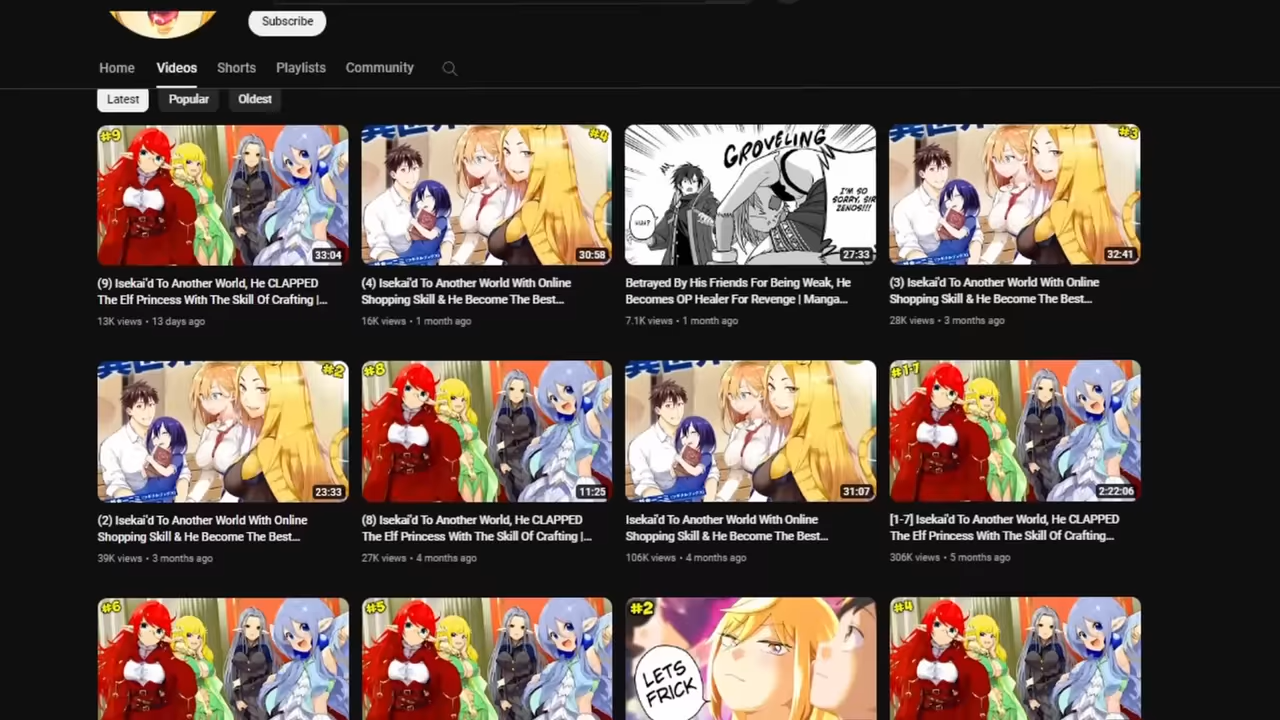 Subscribe
Home
Videos
Shorts
Playlists
Community
Latest
Popular
Oldest
#9
33:04
#4
30:58
GROVELING
I'M SO
SORRY, SIR
ZENOS!!!
HUH?
27:33
#3
32:41
(9) Isekai'd To Another World, He CLAPPED
The Elf Princess With The Skill Of Crafting |...
13K views • 13 days ago
(4) Isekai'd To Another World With Online
Shopping Skill & He Become The Best...
16K views • 1 month ago
Betrayed By His Friends For Being Weak, He
Becomes OP Healer For Revenge | Manga...
7.1K views • 1 month ago
(3) Isekai'd To Another World With Online
Shopping Skill & He Become The Best...
28K views • 3 months ago
#2
23:33
#8
11:25
31:07
#1-7
2:22:06
(2) Isekai'd To Another World With Online
Shopping Skill & He Become The Best...
39K views • 3 months ago
(8) Isekai'd To Another World, He CLAPPED
The Elf Princess With The Skill Of Crafting |...
27K views • 4 months ago
Isekai'd To Another World With Online
Shopping Skill & He Become The Best...
106K views • 4 months ago
[1-7] Isekai'd To Another World, He CLAPPED
The Elf Princess With The Skill Of Crafting...
306K views • 5 months ago
#6
#5
#2
LETS
FRICK
#4